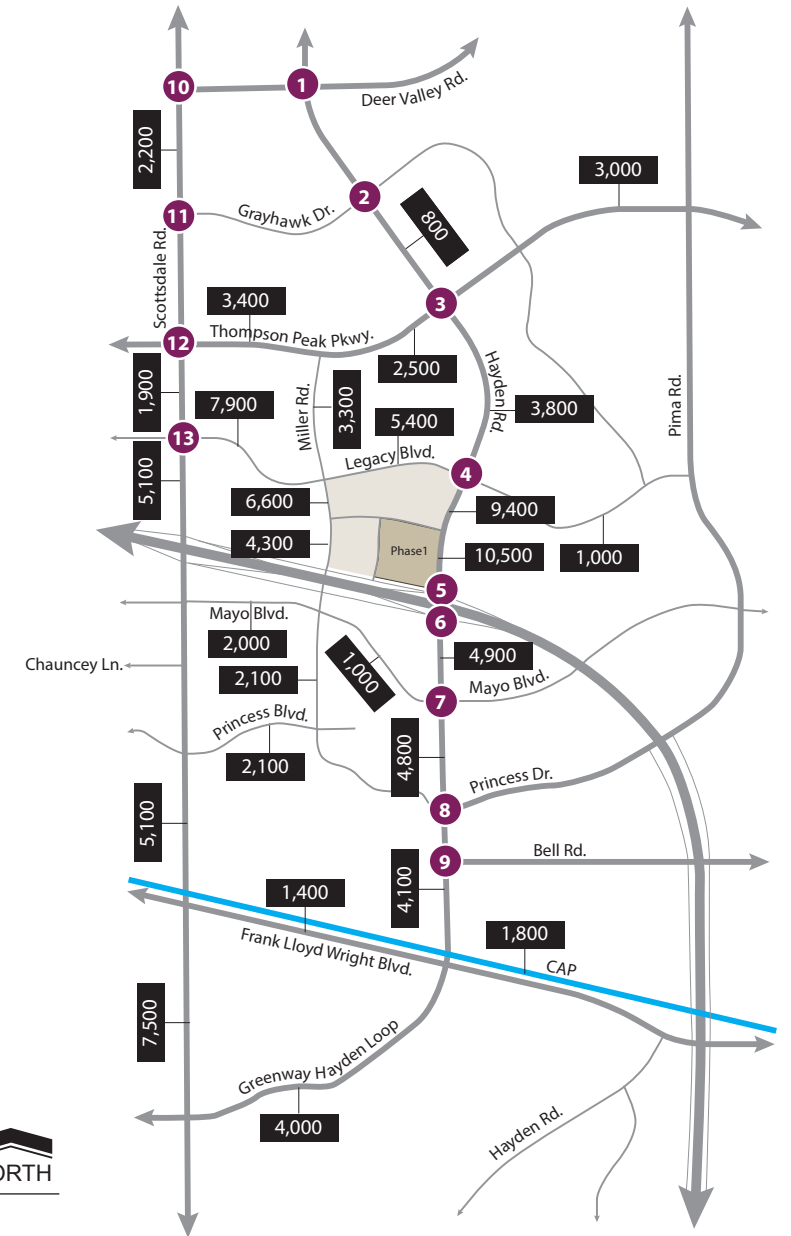 10
1
Deer Valley Rd.
2,200
3,000
2
11
Grayhawk Dr.
800
Scottsdale Rd.
3,400
3
12
Thompson Peak Pkwy.
2,500
Hayden Rd.
1,900
7,900
Miller Rd.
3,300
5,400
3,800
Pima Rd.
13
Legacy Blvd.
4
5,100
6,600
9,400
4,300
Phase1
10,500
1,000
5
6
Mayo Blvd.
2,000
4,900
Chauncey Ln.
2,100
1,000
7
Mayo Blvd.
Princess Blvd.
2,100
4,800
Princess Dr.
8
5,100
Bell Rd.
9
1,400
4,100
Frank Lloyd Wright Blvd.
1,800
CAP
7,500
Greenway Hayden Loop
4,000
Hayden Rd.
ORTH